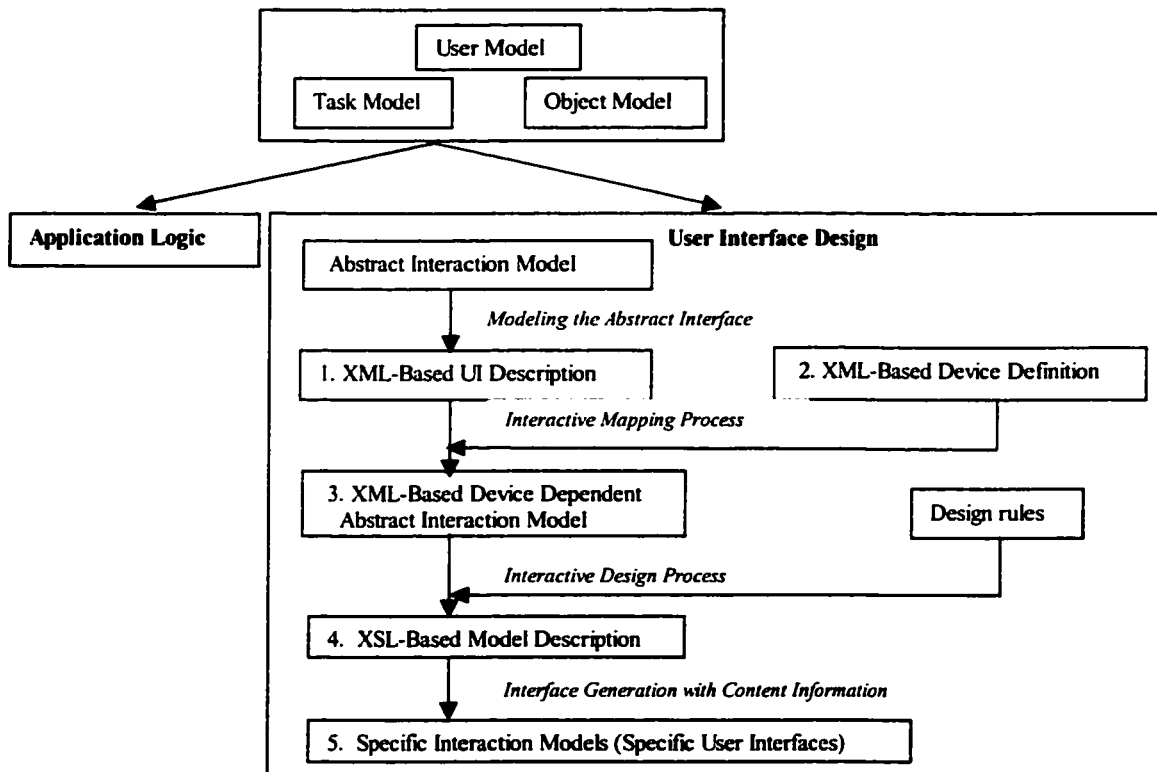 User Model
Task Model
Object Model
Application Logic
User Interface Design
Abstract Interaction Model
Modeling the Abstract Interface
1. XML-Based UI Description
2. XML-Based Device Definition
Interactive Mapping Process
3. XML-Based Device Dependent
Abstract Interaction Model
Design rules
Interactive Design Process
4. XSL-Based Model Description
Interface Generation with Content Information
5. Specific Interaction Models (Specific User Interfaces)